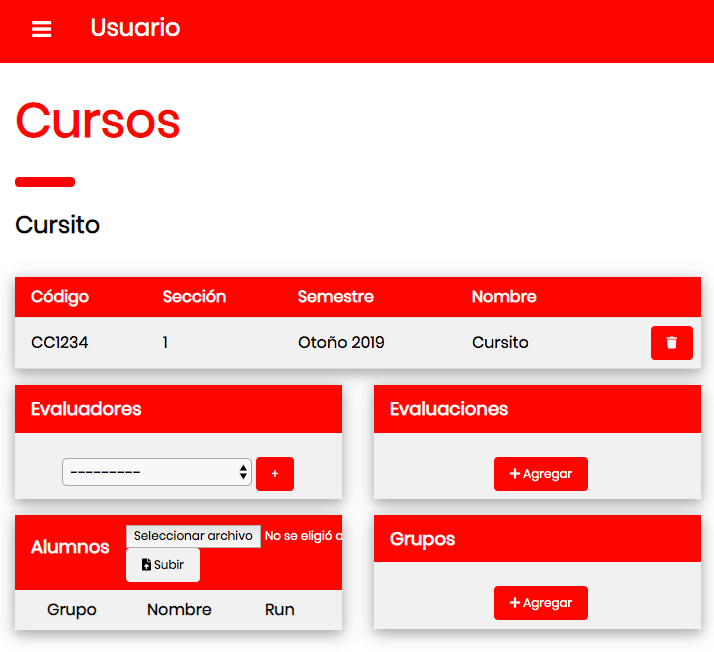 Usuario
Cursos
Cursito
Código Sección Semestre Nombre
CC1234 1 Otoño 2019 Cursito
Evaluadores
---------
+
Evaluaciones
+ Agregar
Alumnos
Seleccionar archivo No se eligió a
Subir
Grupo Nombre Run
Grupos
+ Agregar